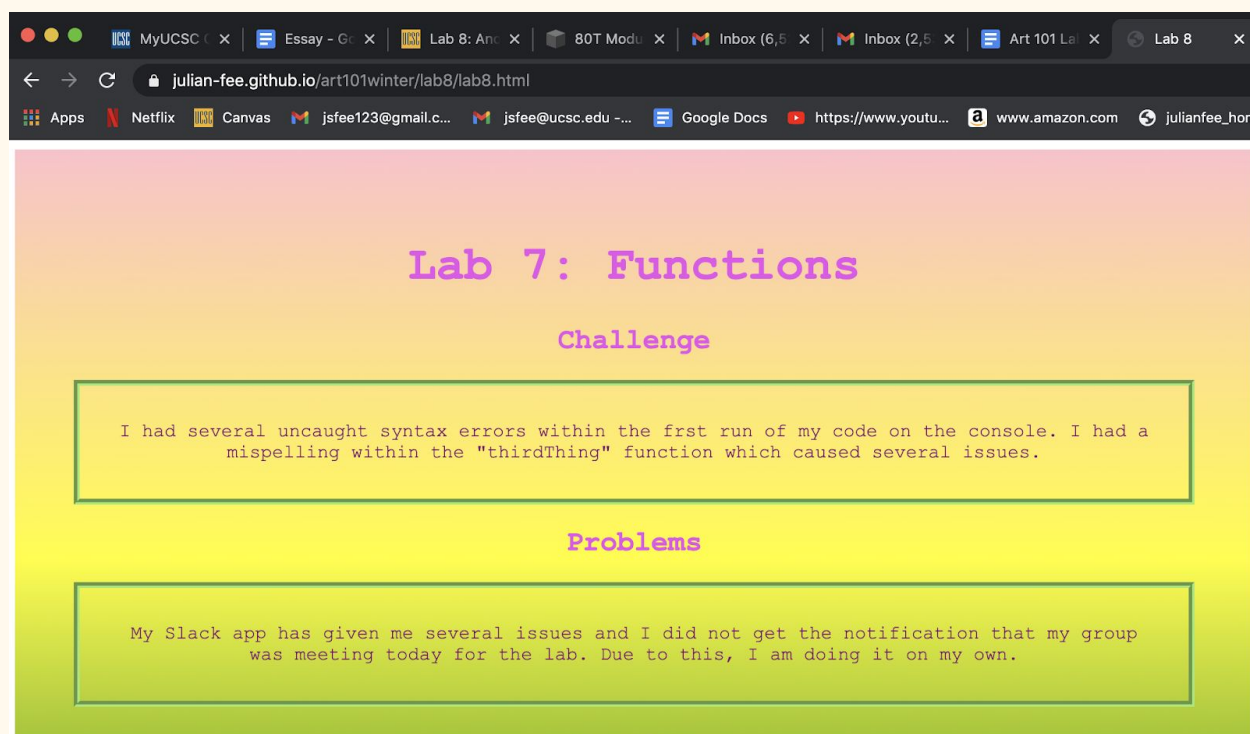 MyUCSC
Essay - Go
Lab 8: Ano
80T Modu
Inbox (6,5
Inbox (2,5
Art 101 La
Lab 8
julian-fee.github.io/art101winter/lab8/lab8.html
Apps
Netflix
UCSC
Canvas
jsfee123@gmail.c...
jsfee@ucsc.edu -...
Google Docs
https://www.youtu...
www.amazon.com
julianfee_hor
Lab 7: Functions
Challenge
I had several uncaught syntax errors within the frst run of my code on the console. I had a
mispelling within the "thirdThing" function which caused several issues.
Problems
My Slack app has given me several issues and I did not get the notification that my group
was meeting today for the lab. Due to this, I am doing it on my own.